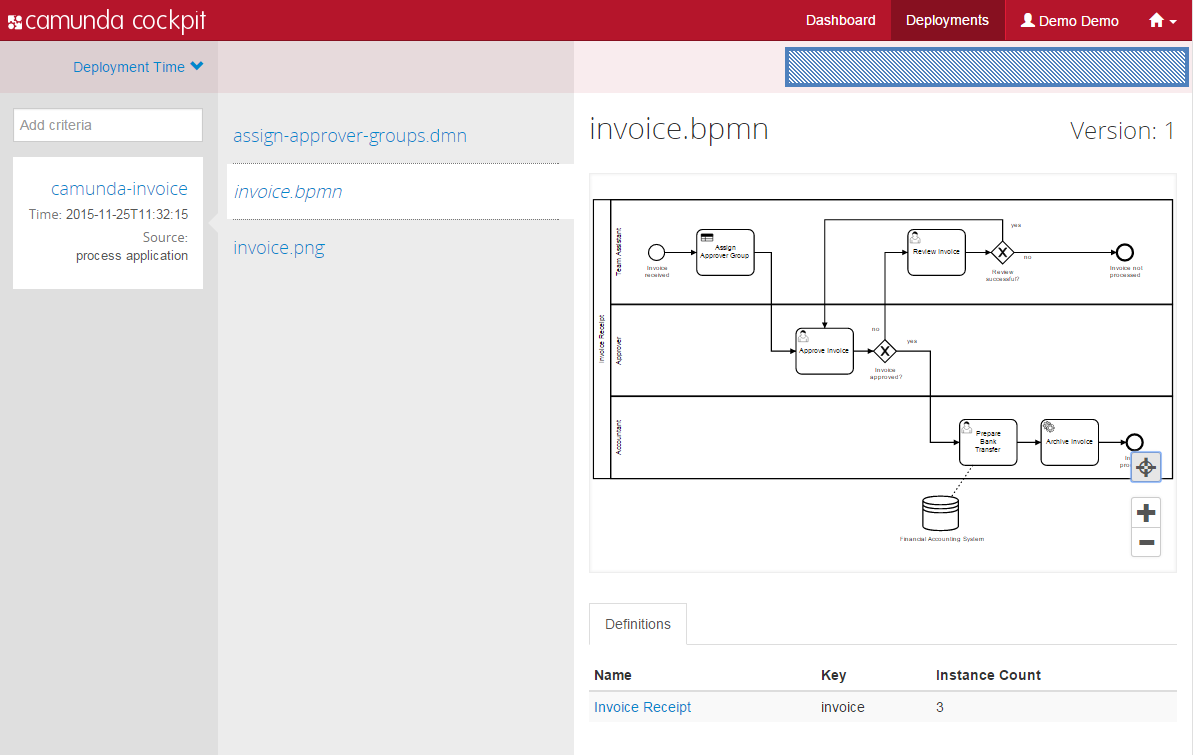 camunda cockpit
Dashboard
Deployments
Demo Demo
Deployment Time
Add criteria
camunda-invoice
Time: 2015-11-25T11:32:15
Source:
process application
assign-approver-groups.dmn
invoice.bpmn
invoice.png
invoice.bpmn
Version: 1
Invoice Receipt
Team Assistant
Invoice
received
Assign
Approver Group
Review Invoice
yes
Review
successful?
no
Invoice not
processed
Approver
Approve Invoice
no
Invoice
approved?
yes
Accountant
Prepare
Bank
Transfer
Archive Invoice
Financial Accounting System
Definitions
Name
Key
Instance Count
Invoice Receipt
invoice
3